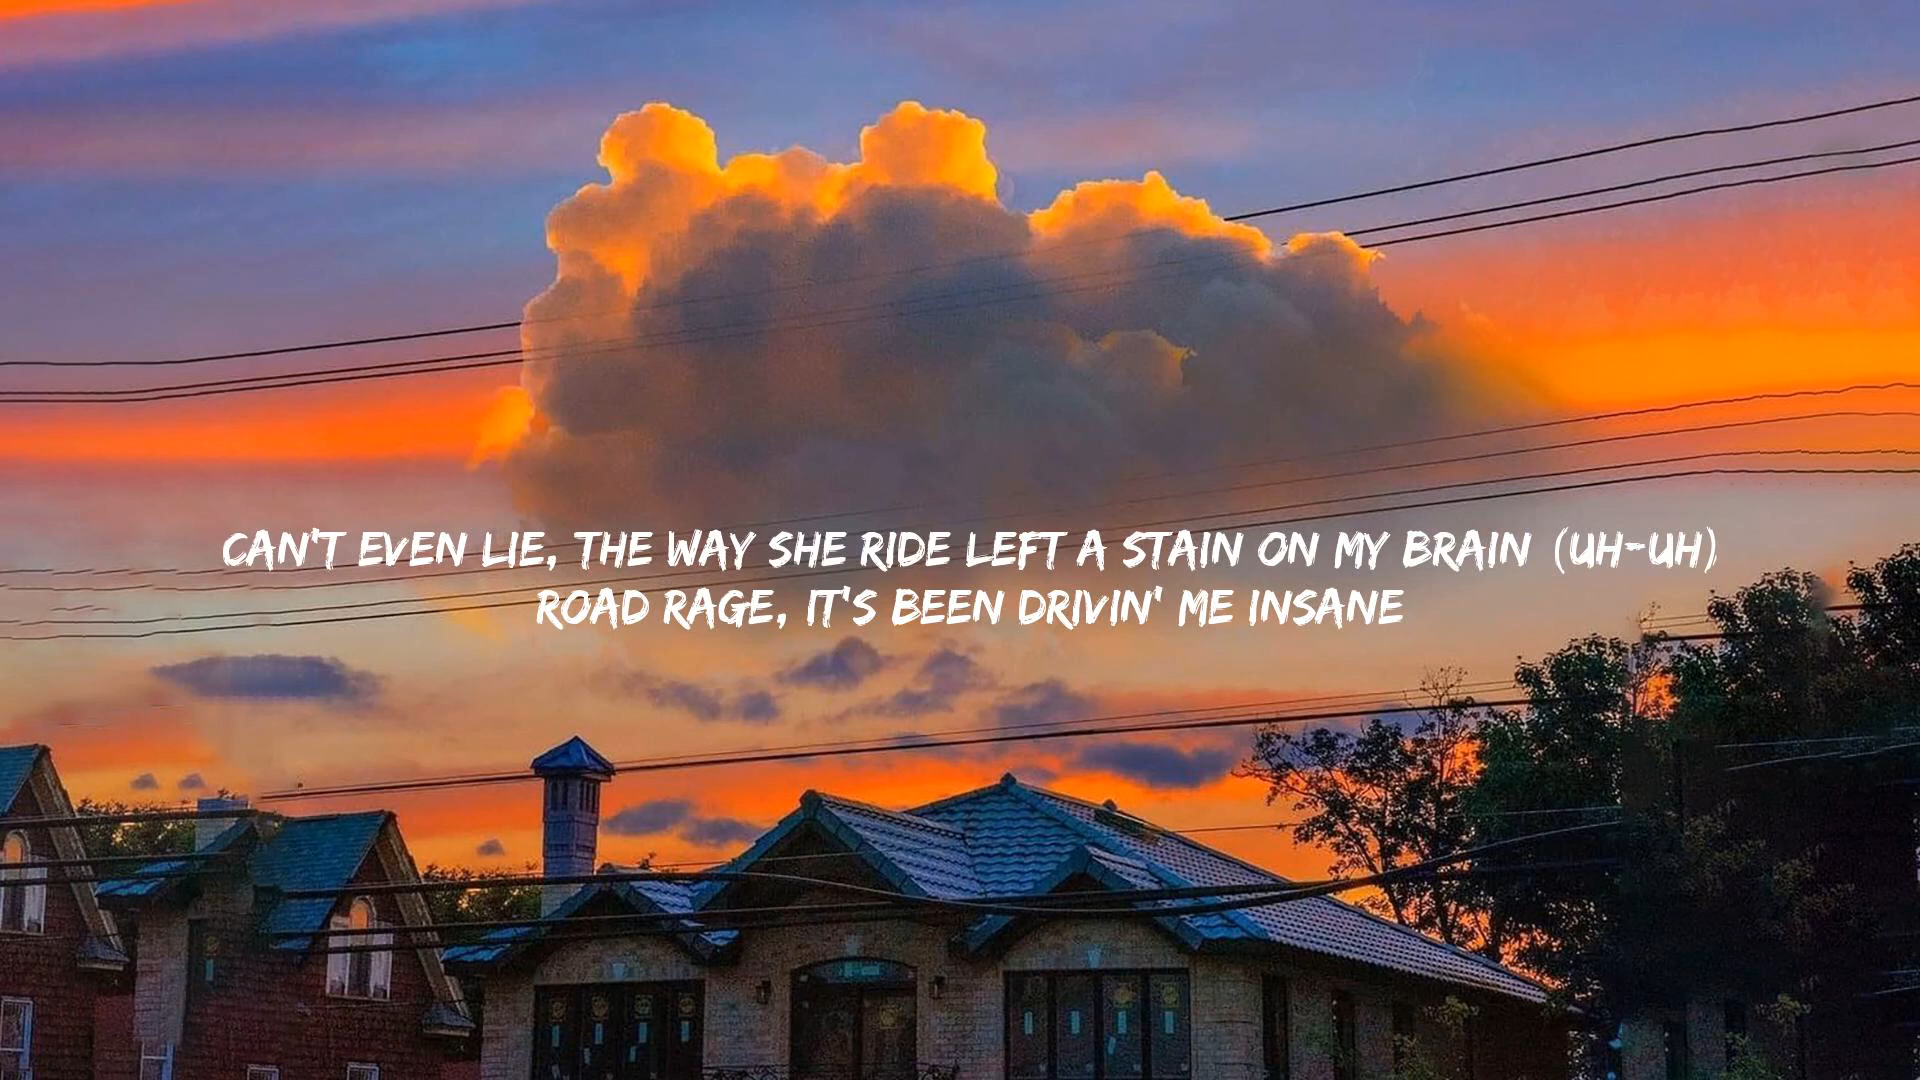 CAN'T EVEN LIE, THE WAY SHE RIDE LEFT A STAIN ON MY BRAIN (UH-UH)
ROAD RAGE, IT'S BEEN DRIVIN' ME INSANE